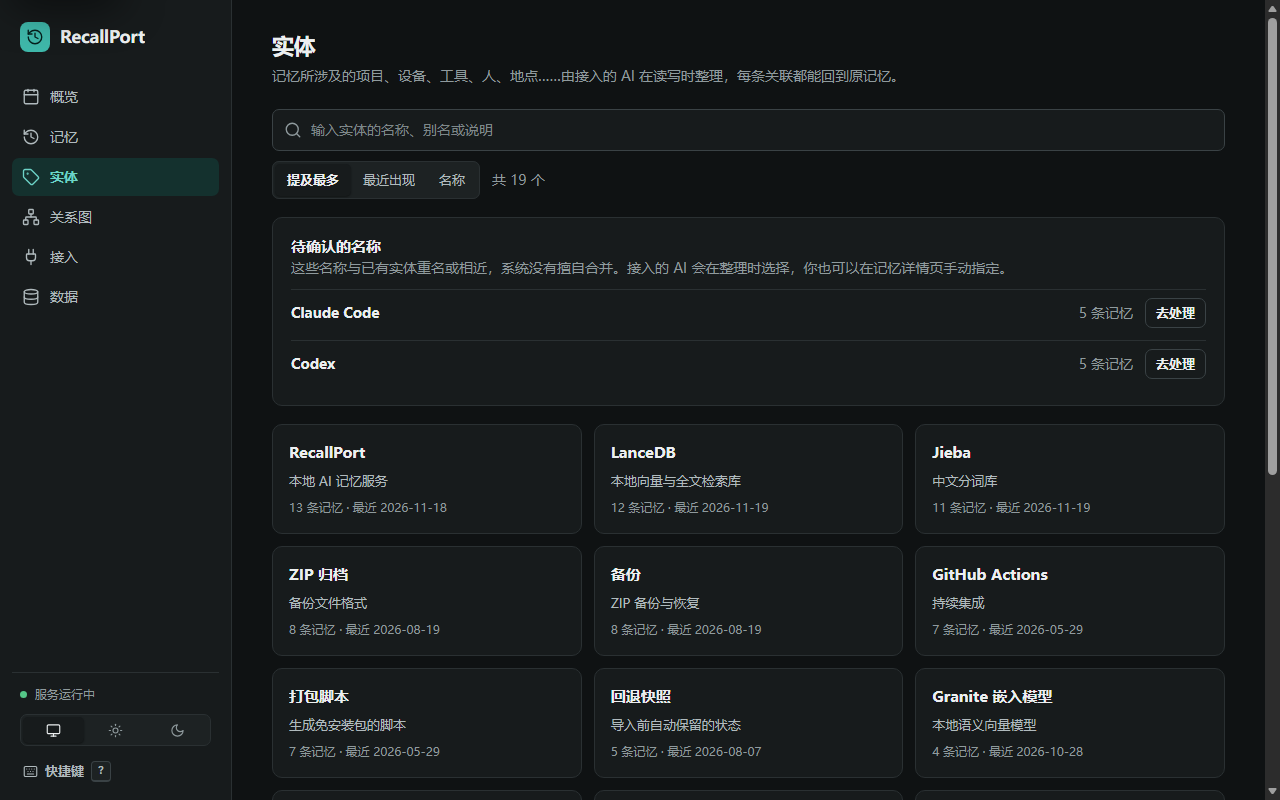 RecallPort
概览
记忆
实体
关系图
接入
数据
服务运行中
快捷键 ?
实体
记忆所涉及的项目、设备、工具、人、地点……由接入的 AI 在读写时整理，每条关联都能回到原记忆。
输入实体的名称、别名或说明
提及最多 最近出现 名称 共 19 个
待确认的名称
这些名称与已有实体重名或相近，系统没有擅自合并。接入的 AI 会在整理时选择，你也可以在记忆详情页手动指定。
Claude Code 5 条记忆 去处理
Codex 5 条记忆 去处理
RecallPort
本地 AI 记忆服务
13 条记忆 · 最近 2026-11-18
LanceDB
本地向量与全文检索库
12 条记忆 · 最近 2026-11-19
Jieba
中文分词库
11 条记忆 · 最近 2026-11-19
ZIP 归档
备份文件格式
8 条记忆 · 最近 2026-08-19
备份
ZIP 备份与恢复
8 条记忆 · 最近 2026-08-19
GitHub Actions
持续集成
7 条记忆 · 最近 2026-05-29
打包脚本
生成免安装包的脚本
7 条记忆 · 最近 2026-05-29
回退快照
导入前自动保留的状态
5 条记忆 · 最近 2026-08-07
Granite 嵌入模型
本地语义向量模型
4 条记忆 · 最近 2026-10-28